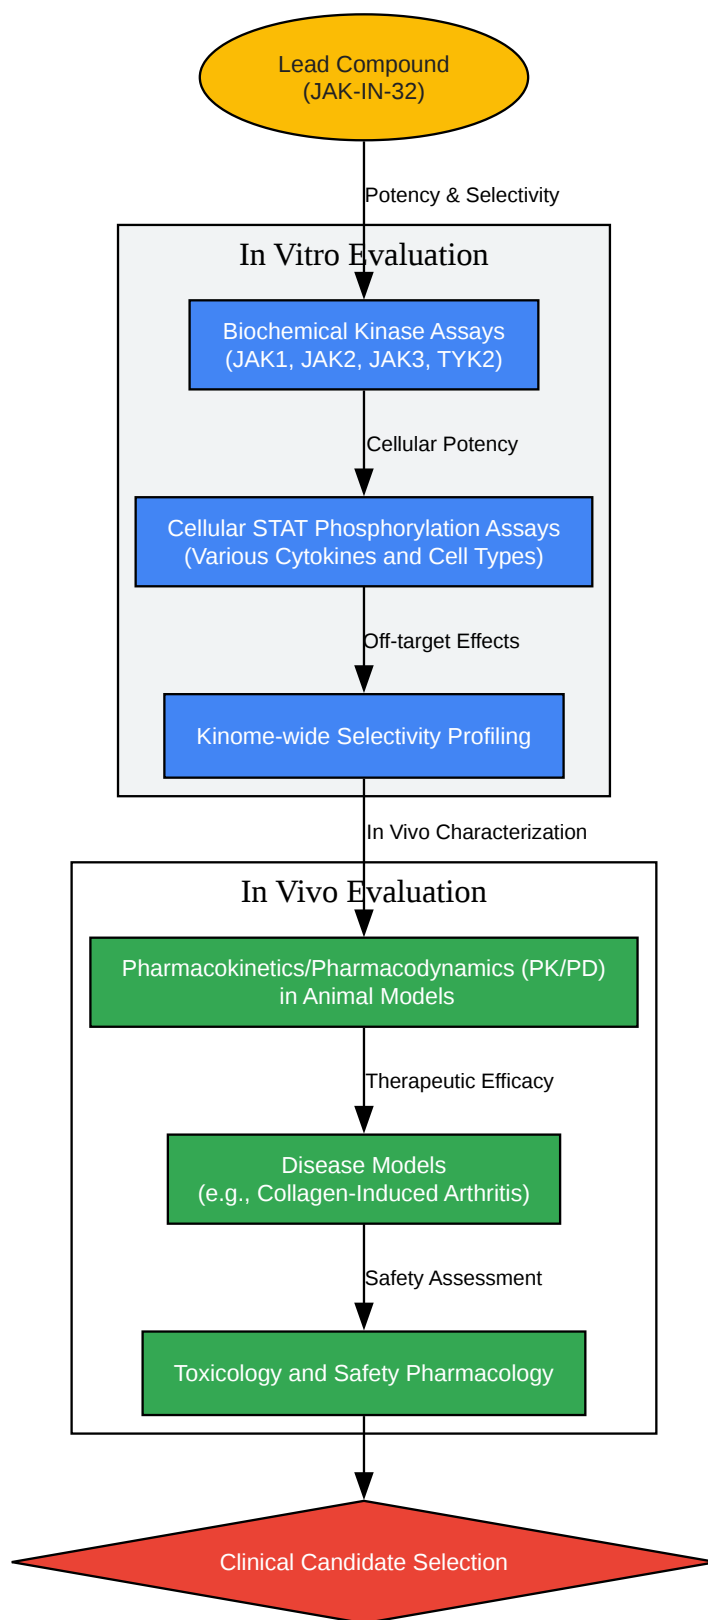 Lead Compound
(JAK-IN-32)
Potency & Selectivity
In Vitro Evaluation
Biochemical Kinase Assays
(JAK1, JAK2, JAK3, TYK2)
Cellular Potency
Cellular STAT Phosphorylation Assays
(Various Cytokines and Cell Types)
Off-target Effects
Kinome-wide Selectivity Profiling
In Vivo Characterization
In Vivo Evaluation
Pharmacokinetics/Pharmacodynamics (PK/PD)
in Animal Models
Therapeutic Efficacy
Disease Models
(e.g., Collagen-Induced Arthritis)
Safety Assessment
Toxicology and Safety Pharmacology
Clinical Candidate Selection